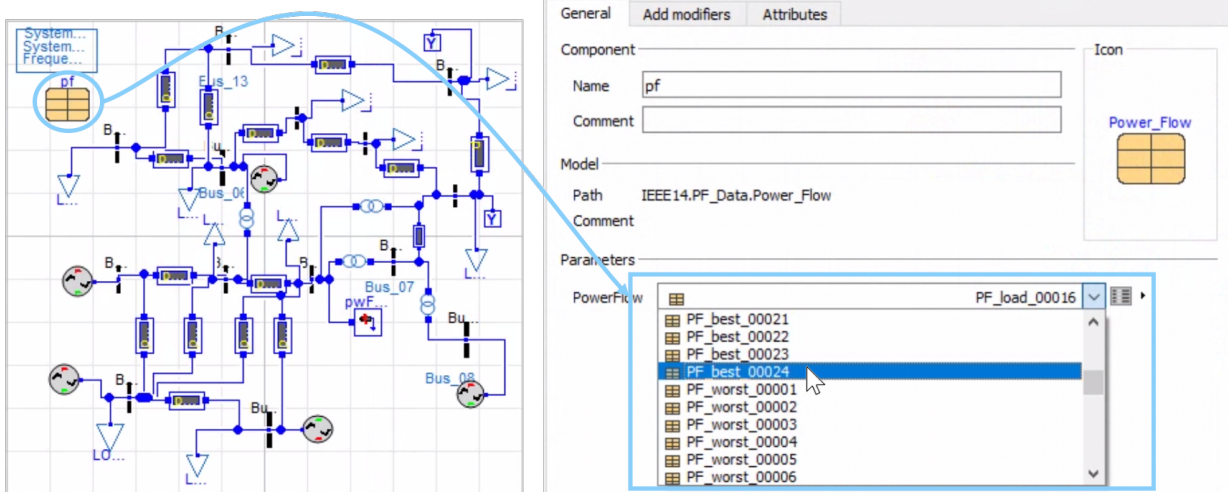 System...
System...
Freque...
pf
B...
Y
Bus_13
B...
B...
Bu...
Bus_06
L...
L...
Y
L...
L...
B...
B...
B...
B...
L...
Bus_07
pwF...
Bu...
B...
Bus_08
Bu...
LO...
L...
General
Add modifiers
Attributes
Component
Icon
Name
pf
Comment
Power_Flow
Model
Path
IEEE14.PF_Data.Power_Flow
Comment
Parameters
PowerFlow
PF_load_00016
PF_best_00021
PF_best_00022
PF_best_00023
PF_best_00024
PF_worst_00001
PF_worst_00002
PF_worst_00003
PF_worst_00004
PF_worst_00005
PF_worst_00006